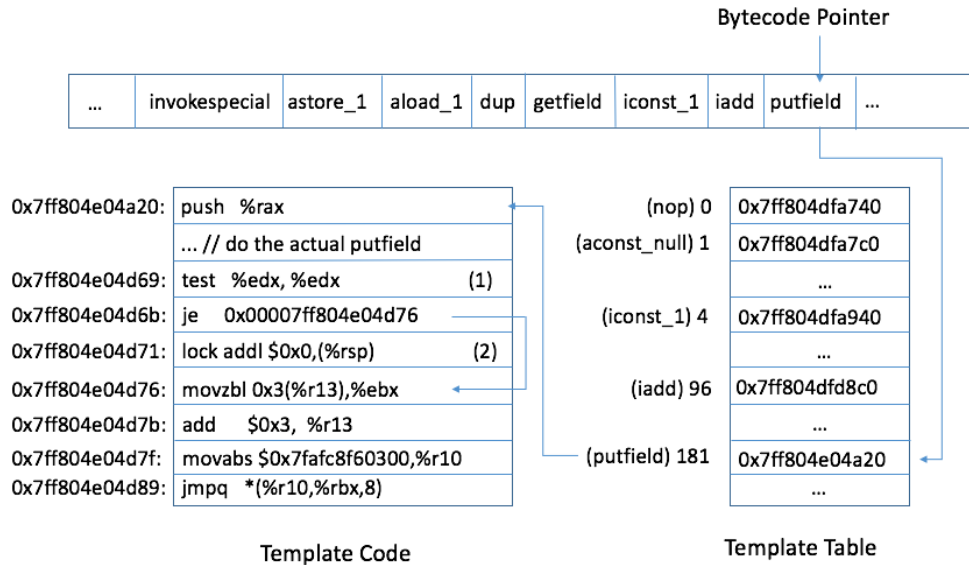 Bytecode Pointer
... invokespecial astore_1 aload_1 dup getfield iconst_1 iadd putfield ...
0x7ff804e04a20: push %rax
... // do the actual putfield
0x7ff804e04d69: test %edx, %edx (1)
0x7ff804e04d6b: je 0x00007ff804e04d76
0x7ff804e04d71: lock addl $0x0,(%rsp) (2)
0x7ff804e04d76: movzbl 0x3(%r13),%ebx
0x7ff804e04d7b: add $0x3, %r13
0x7ff804e04d7f: movabs $0x7fafc8f60300,%r10
0x7ff804e04d89: jmpq *(%r10,%rbx,8)
Template Code
(nop) 0 0x7ff804dfa740
(aconst_null) 1 0x7ff804dfa7c0
...
(iconst_1) 4 0x7ff804dfa940
...
(iadd) 96 0x7ff804dfd8c0
...
(putfield) 181 0x7ff804e04a20
...
Template Table